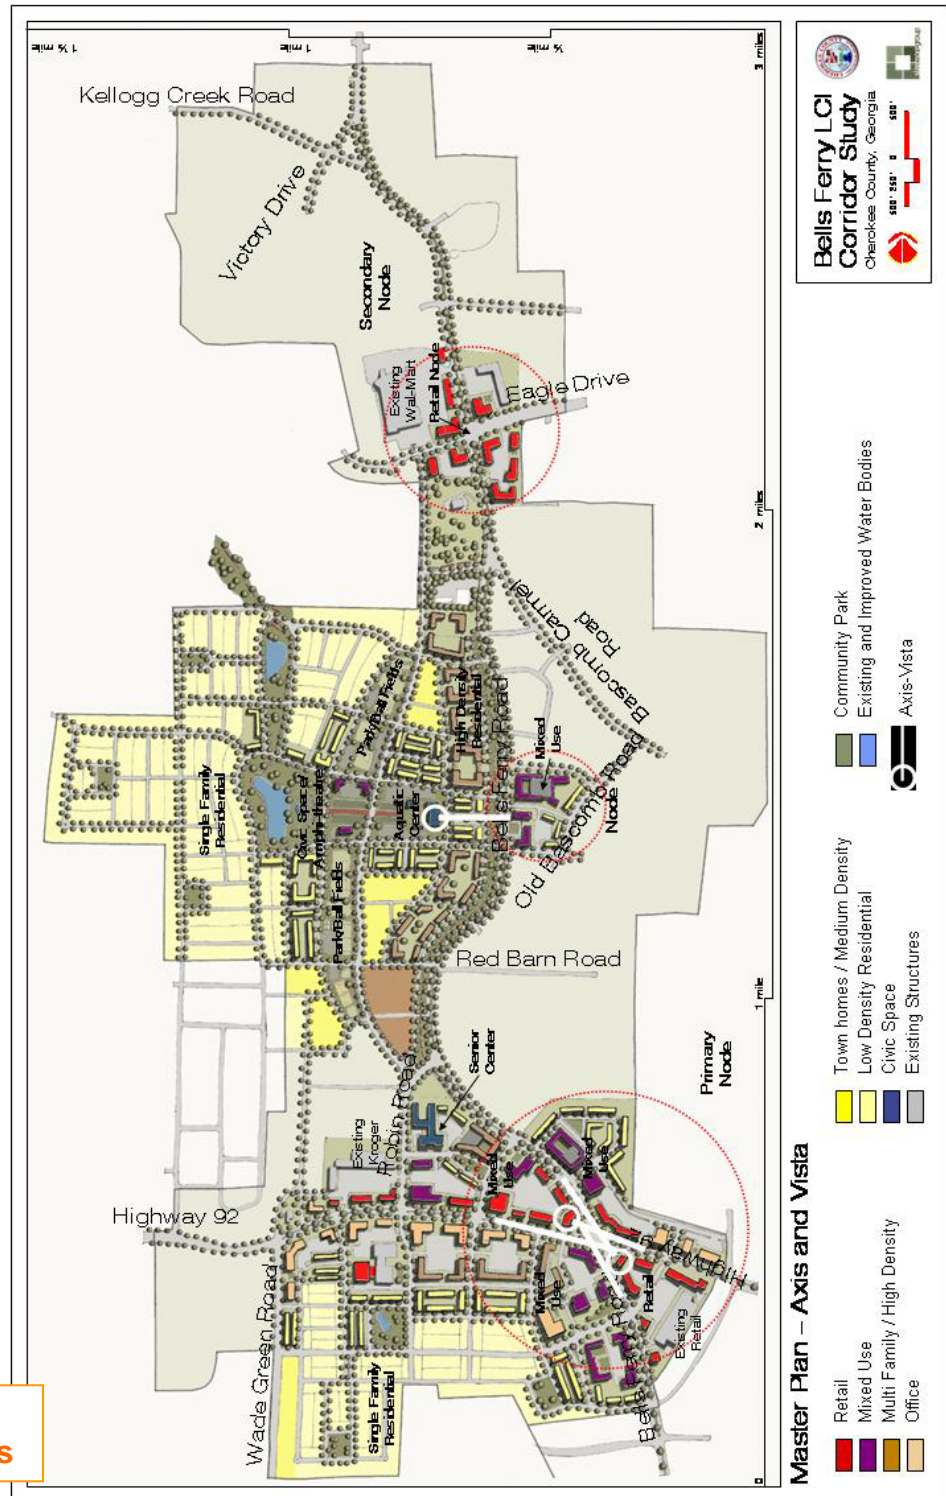 1 ½ mile
1 mile
½ mile
3 miles
Kellogg Creek Road
Victory Drive
Secondary
Node
Existing
Wal-Mart
Retail Node
Eagle Drive
2 miles
Bascomb Carmel
Road
Single Family
Residential
Park/Ball Fields
Civic Space/
Amphi-theatre
Aquatic
Center
High Density
Residential
Bells Ferry Road
Mixed
Use
Old Bascomb Road
Node
Park/Ball Fields
Red Barn Road
1 mile
Senior
Center
Robin Road
Existing
Kroger
Primary
Node
Highway 92
Mixed
Use
Mixed
Use
Mixed
Use
Wade Green Road
Single Family
Residential
Retail
Existing
Retail
0
Bells Ferry LCI
Corridor Study
Cherokee County, Georgia
500' 250' 0 500'
Master Plan – Axis and Vista
Retail
Mixed Use
Multi Family / High Density
Office
Town homes / Medium Density
Low Density Residential
Civic Space
Existing Structures
Community Park
Existing and Improved Water Bodies
Axis-Vista
s